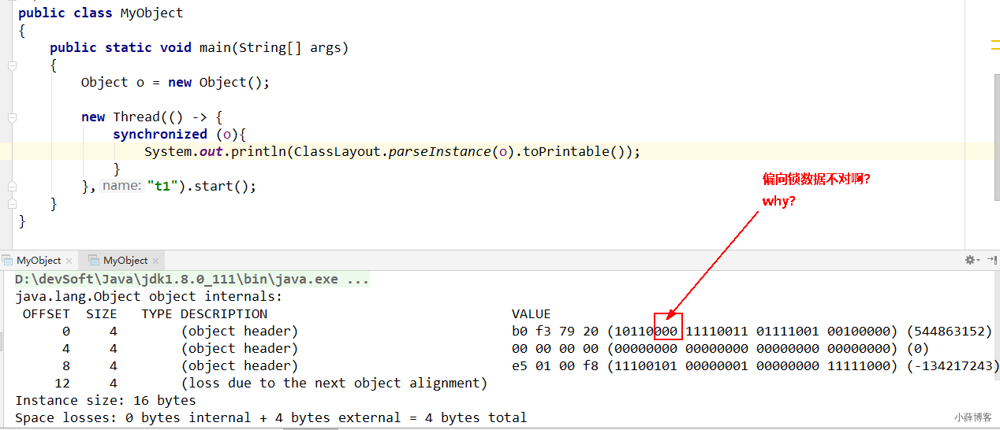 public class MyObject
{
public static void main(String[] args)
{
Object o = new Object();
new Thread(() -> {
synchronized (o){
System.out.println(ClassLayout.parseInstance(o).toPrintable());
}
}, name: "t1").start();
}
}
偏向锁数据不对啊?
why?
MyObject × MyObject ×
D:\devSoft\Java\jdk1.8.0_111\bin\java.exe ...
java.lang.Object object internals:
OFFSET SIZE TYPE DESCRIPTION VALUE
0 4 (object header) b0 f3 79 20 (10110000 11110011 01111001 00100000) (544863152)
4 4 (object header) 00 00 00 00 (00000000 00000000 00000000 00000000) (0)
8 4 (object header) e5 01 00 f8 (11100101 00000001 00000000 11111000) (-134217243)
12 4 (loss due to the next object alignment)
Instance size: 16 bytes
Space losses: 0 bytes internal + 4 bytes external = 4 bytes total
小薛博客